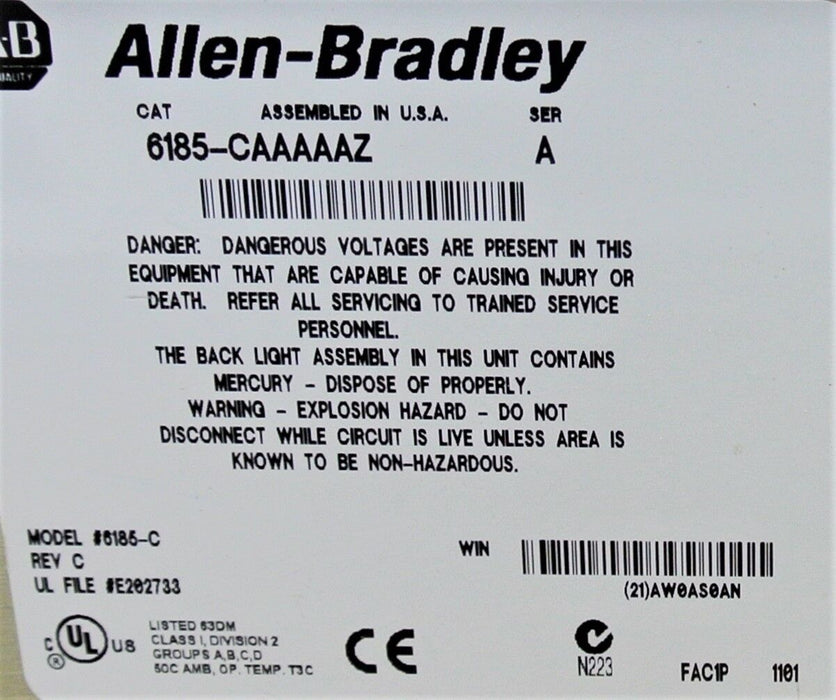 AB
QUALITY
Allen-Bradley
CAT ASSEMBLED IN U.S.A. SER
6185-CAAAAAZ A
DANGER: DANGEROUS VOLTAGES ARE PRESENT IN THIS
EQUIPMENT THAT ARE CAPABLE OF CAUSING INJURY OR
DEATH. REFER ALL SERVICING TO TRAINED SERVICE
PERSONNEL.
THE BACK LIGHT ASSEMBLY IN THIS UNIT CONTAINS
MERCURY - DISPOSE OF PROPERLY.
WARNING - EXPLOSION HAZARD - DO NOT
DISCONNECT WHILE CIRCUIT IS LIVE UNLESS AREA IS
KNOWN TO BE NON-HAZARDOUS.
MODEL #6185-C
REV C
UL FILE #E202733
WIN
(21)AW0AS0AN
C UL US ®
LISTED 63DM
CLASS I, DIVISION 2
GROUPS A,B,C,D
50C AMB, OP. TEMP. T3C
CE
N223
FAC1P 1101